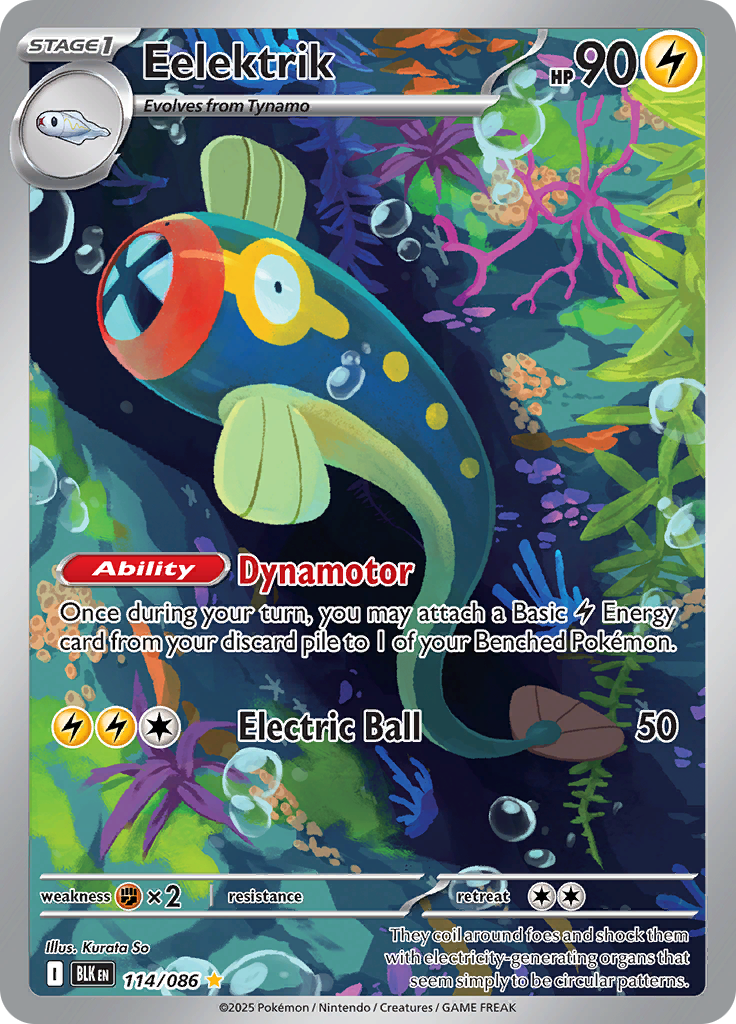 STAGE1
Eelektrik
HP 90
Evolves from Tynamo
Ability Dynamotor
Once during your turn, you may attach a Basic Energy
card from your discard pile to 1 of your Benched Pokémon.
Electric Ball 50
weakness ×2 resistance retreat
Illus. Kurata So
I BLK EN 114/086
They coil around foes and shock them
with electricity-generating organs that
seem simply to be circular patterns.
©2025 Pokémon / Nintendo / Creatures / GAME FREAK